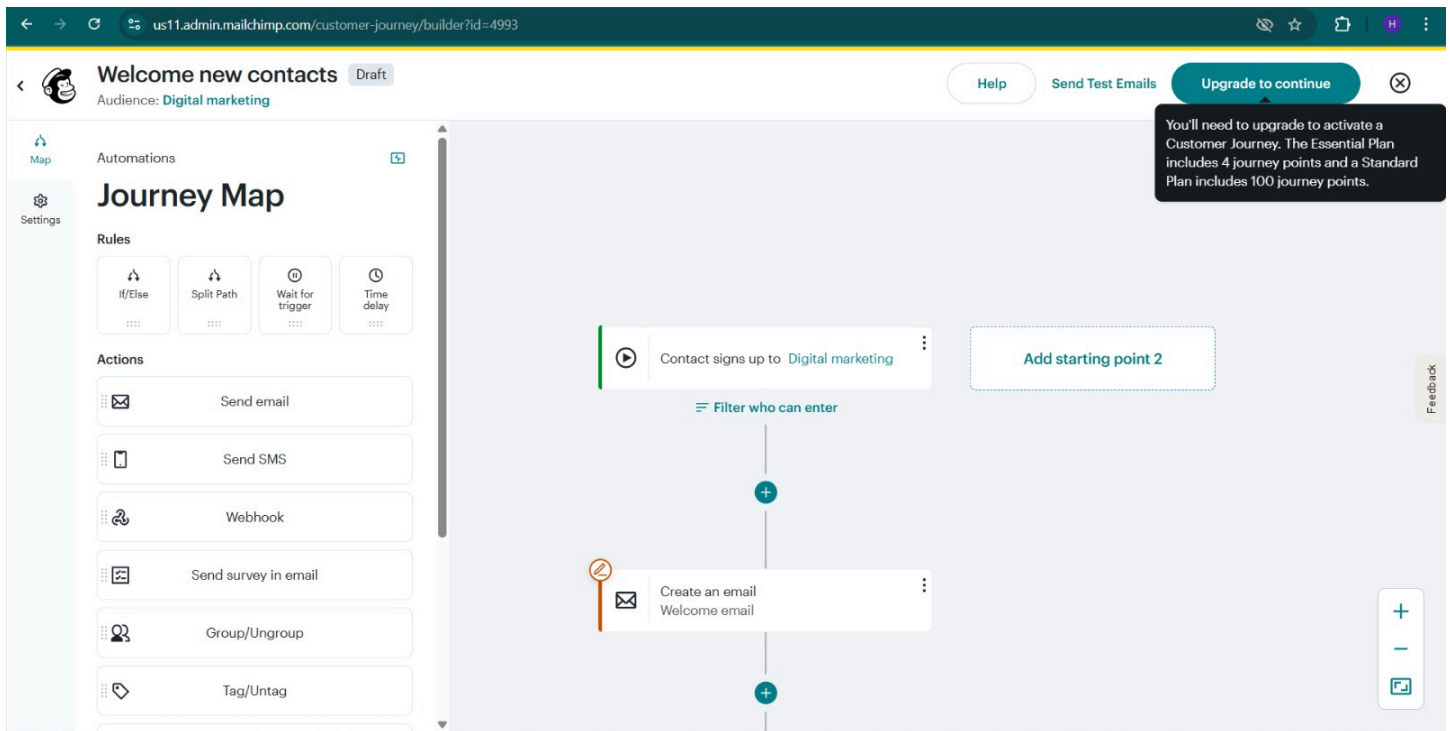 us11.admin.mailchimp.com/customer-journey/builder?id=4993
H
Welcome new contacts Draft
Audience: Digital marketing
Help
Send Test Emails
Upgrade to continue
You'll need to upgrade to activate a
Customer Journey. The Essential Plan
includes 4 journey points and a Standard
Plan includes 100 journey points.
Map
Settings
Automations
Journey Map
Rules
If/Else
Split Path
Wait for
trigger
Time
delay
Actions
Send email
Send SMS
Webhook
Send survey in email
Group/Ungroup
Tag/Untag
Contact signs up to Digital marketing
Filter who can enter
Add starting point 2
Create an email
Welcome email
Feedback